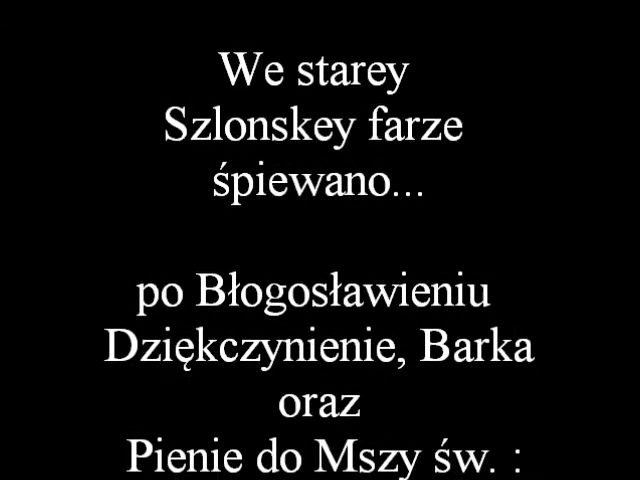 We starey
Szlonskey farze
śpiewano...
po Błogosławieniu
Dziękczynienie, Barka
oraz
Pienie do Mszy św. :